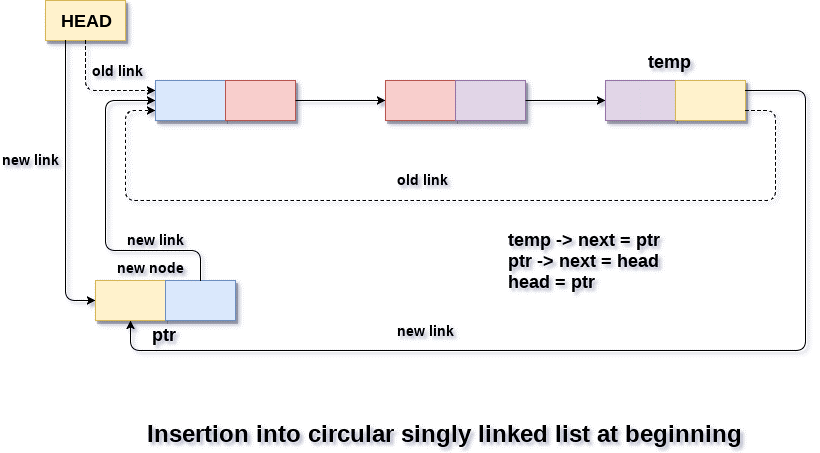 HEAD
old link
temp
new link
old link
new link
new node
temp -> next = ptr
ptr -> next = head
head = ptr
ptr
new link
Insertion into circular singly linked list at beginning